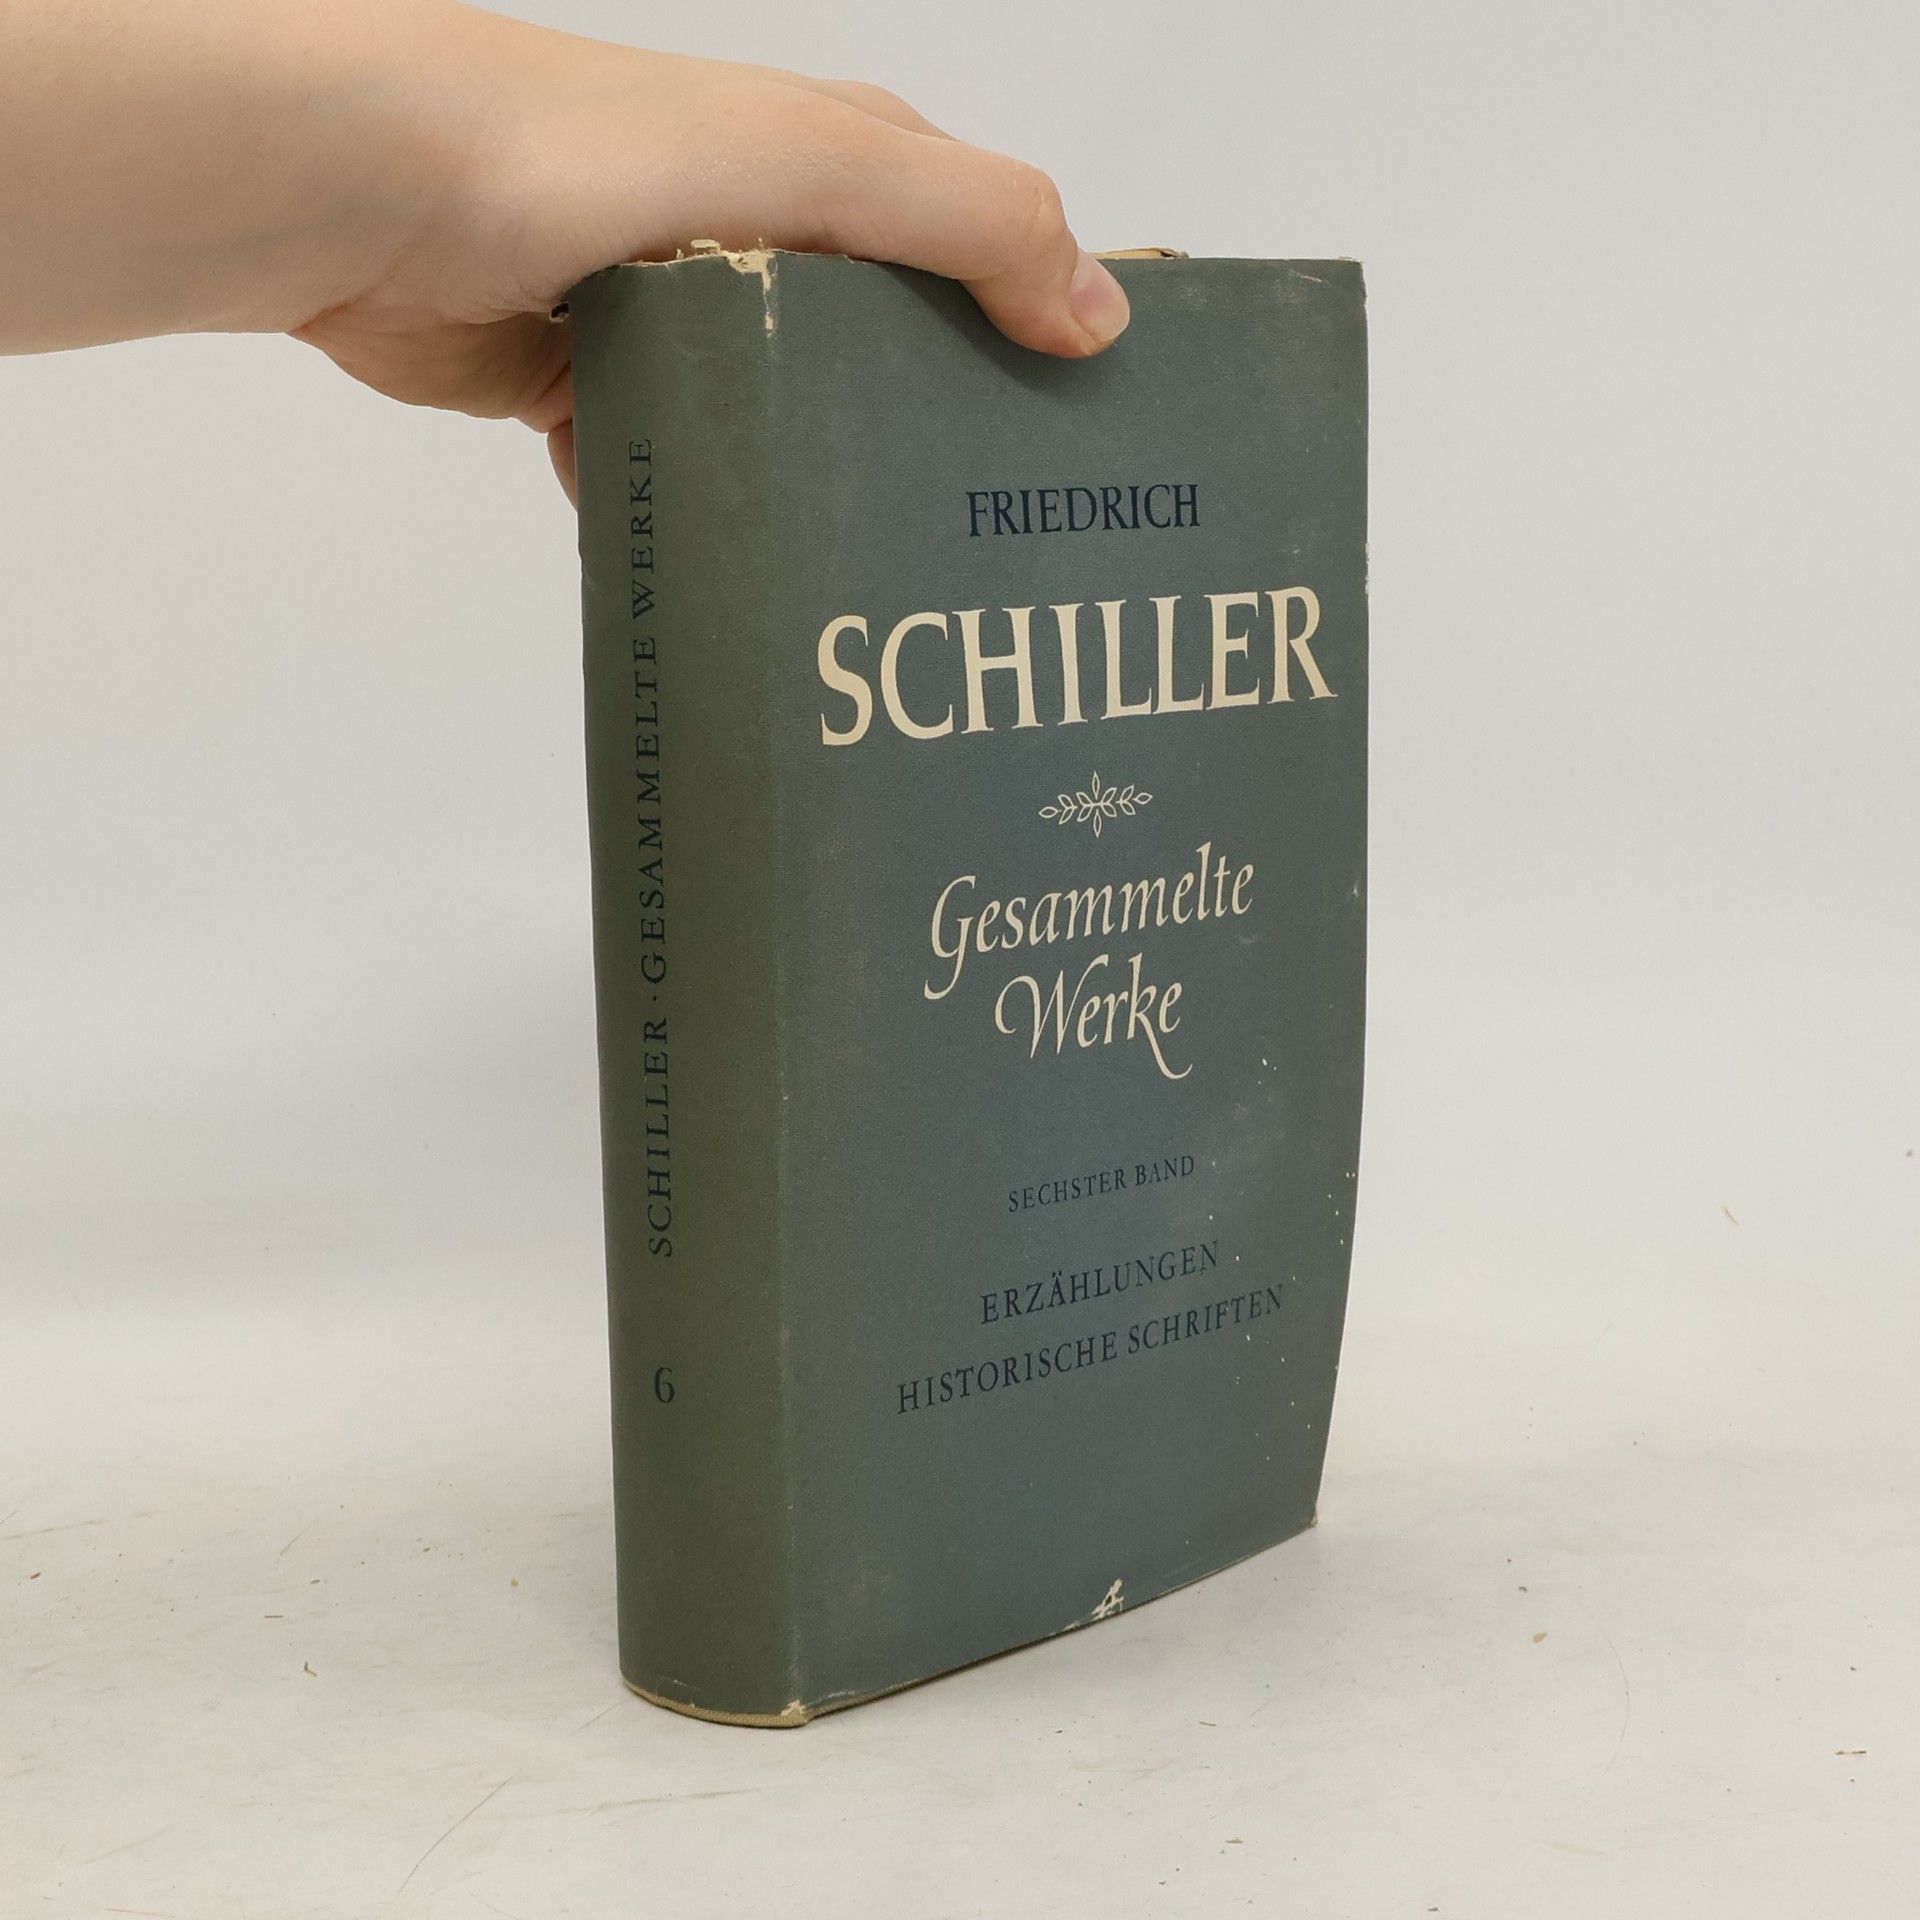 SCHILLER · GESAMMELTE WERKE
6
FRIEDRICH
SCHILLER
Gesammelte
Werke
SECHSTER BAND
ERZÄHLUNGEN
HISTORISCHE SCHRIFTEN